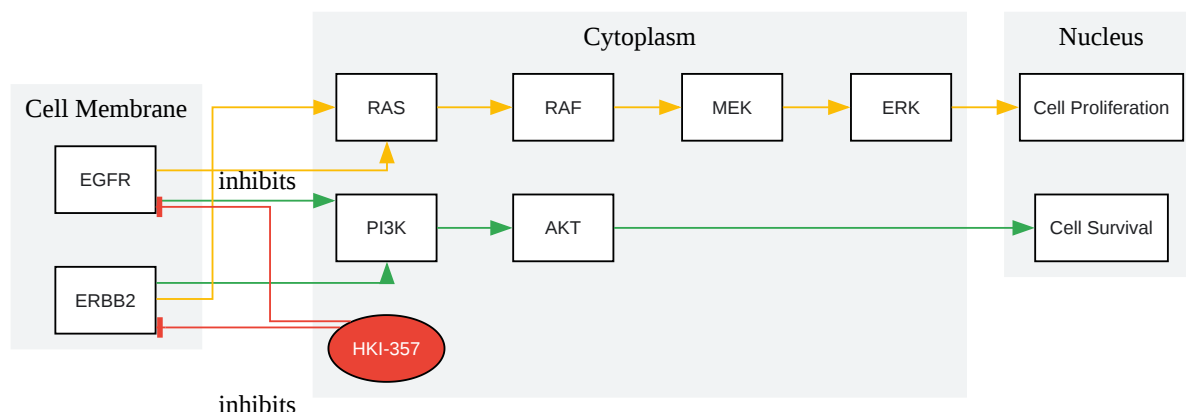 Cytoplasm
Nucleus
Cell Membrane
RAS
RAF
MEK
ERK
Cell Proliferation
EGFR
inhibits
PI3K
AKT
Cell Survival
ERBB2
HKI-357
inhibits